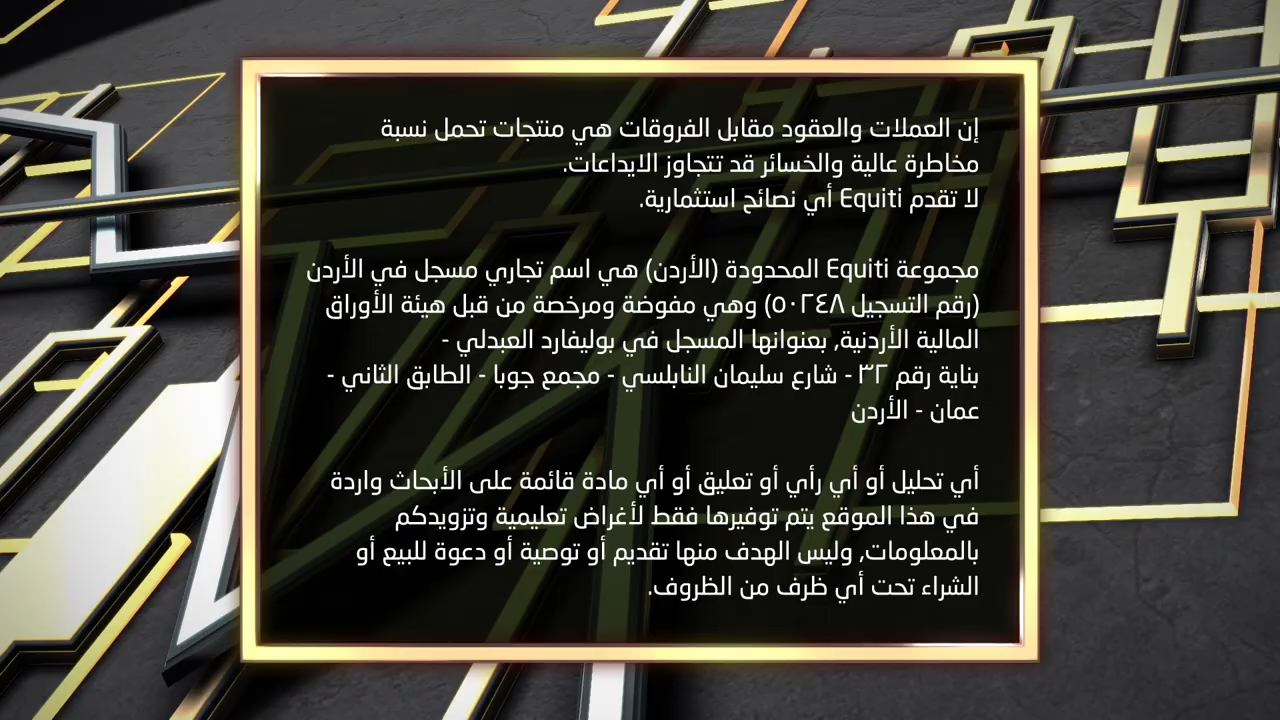 إن العملات والعقود مقابل الفروقات هي منتجات تحمل نسبة
مخاطرة عالية والخسائر قد تتجاوز الايداعات.
لا تقدم Equiti أي نصائح استثمارية.
مجموعة Equiti المحدودة (الأردن) هي اسم تجاري مسجل في الأردن
(رقم التسجيل ٥٠٢٤٨) وهي مفوضة ومرخصة من قبل هيئة الأوراق
المالية الأردنية, بعنوانها المسجل في بوليفارد العبدلي -
بناية رقم ٣٢ - شارع سليمان النابلسي - مجمع جوبا - الطابق الثاني -
عمان - الأردن
أي تحليل أو أي رأي أو تعليق أو أي مادة قائمة على الأبحاث واردة
في هذا الموقع يتم توفيرها فقط لأغراض تعليمية وتزويدكم
بالمعلومات, وليس الهدف منها تقديم أو توصية أو دعوة للبيع أو
الشراء تحت أي ظرف من الظروف.